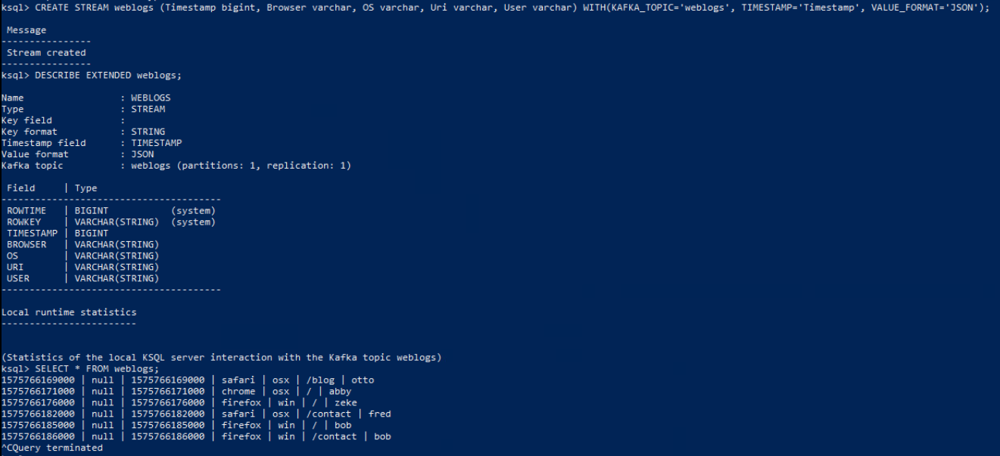 ksql> CREATE STREAM weblogs (Timestamp bigint, Browser varchar, OS varchar, Uri varchar, User varchar) WITH(KAFKA_TOPIC='weblogs', TIMESTAMP='Timestamp', VALUE_FORMAT='JSON');
Message
----------------
Stream created
----------------
ksql> DESCRIBE EXTENDED weblogs;
Name : WEBLOGS
Type : STREAM
Key field :
Key format : STRING
Timestamp field : TIMESTAMP
Value format : JSON
Kafka topic : weblogs (partitions: 1, replication: 1)
Field | Type
---------------------------------------
ROWTIME | BIGINT (system)
ROWKEY | VARCHAR(STRING) (system)
TIMESTAMP | BIGINT
BROWSER | VARCHAR(STRING)
OS | VARCHAR(STRING)
URI | VARCHAR(STRING)
USER | VARCHAR(STRING)
---------------------------------------
Local runtime statistics
------------------------
(Statistics of the local KSQL server interaction with the Kafka topic weblogs)
ksql> SELECT * FROM weblogs;
1575766169000 | null | 1575766169000 | safari | osx | /blog | otto
1575766171000 | null | 1575766171000 | chrome | osx | / | abby
1575766176000 | null | 1575766176000 | firefox | win | / | zeke
1575766182000 | null | 1575766182000 | safari | osx | /contact | fred
1575766185000 | null | 1575766185000 | firefox | win | / | bob
1575766186000 | null | 1575766186000 | firefox | win | /contact | bob
^CQuery terminated